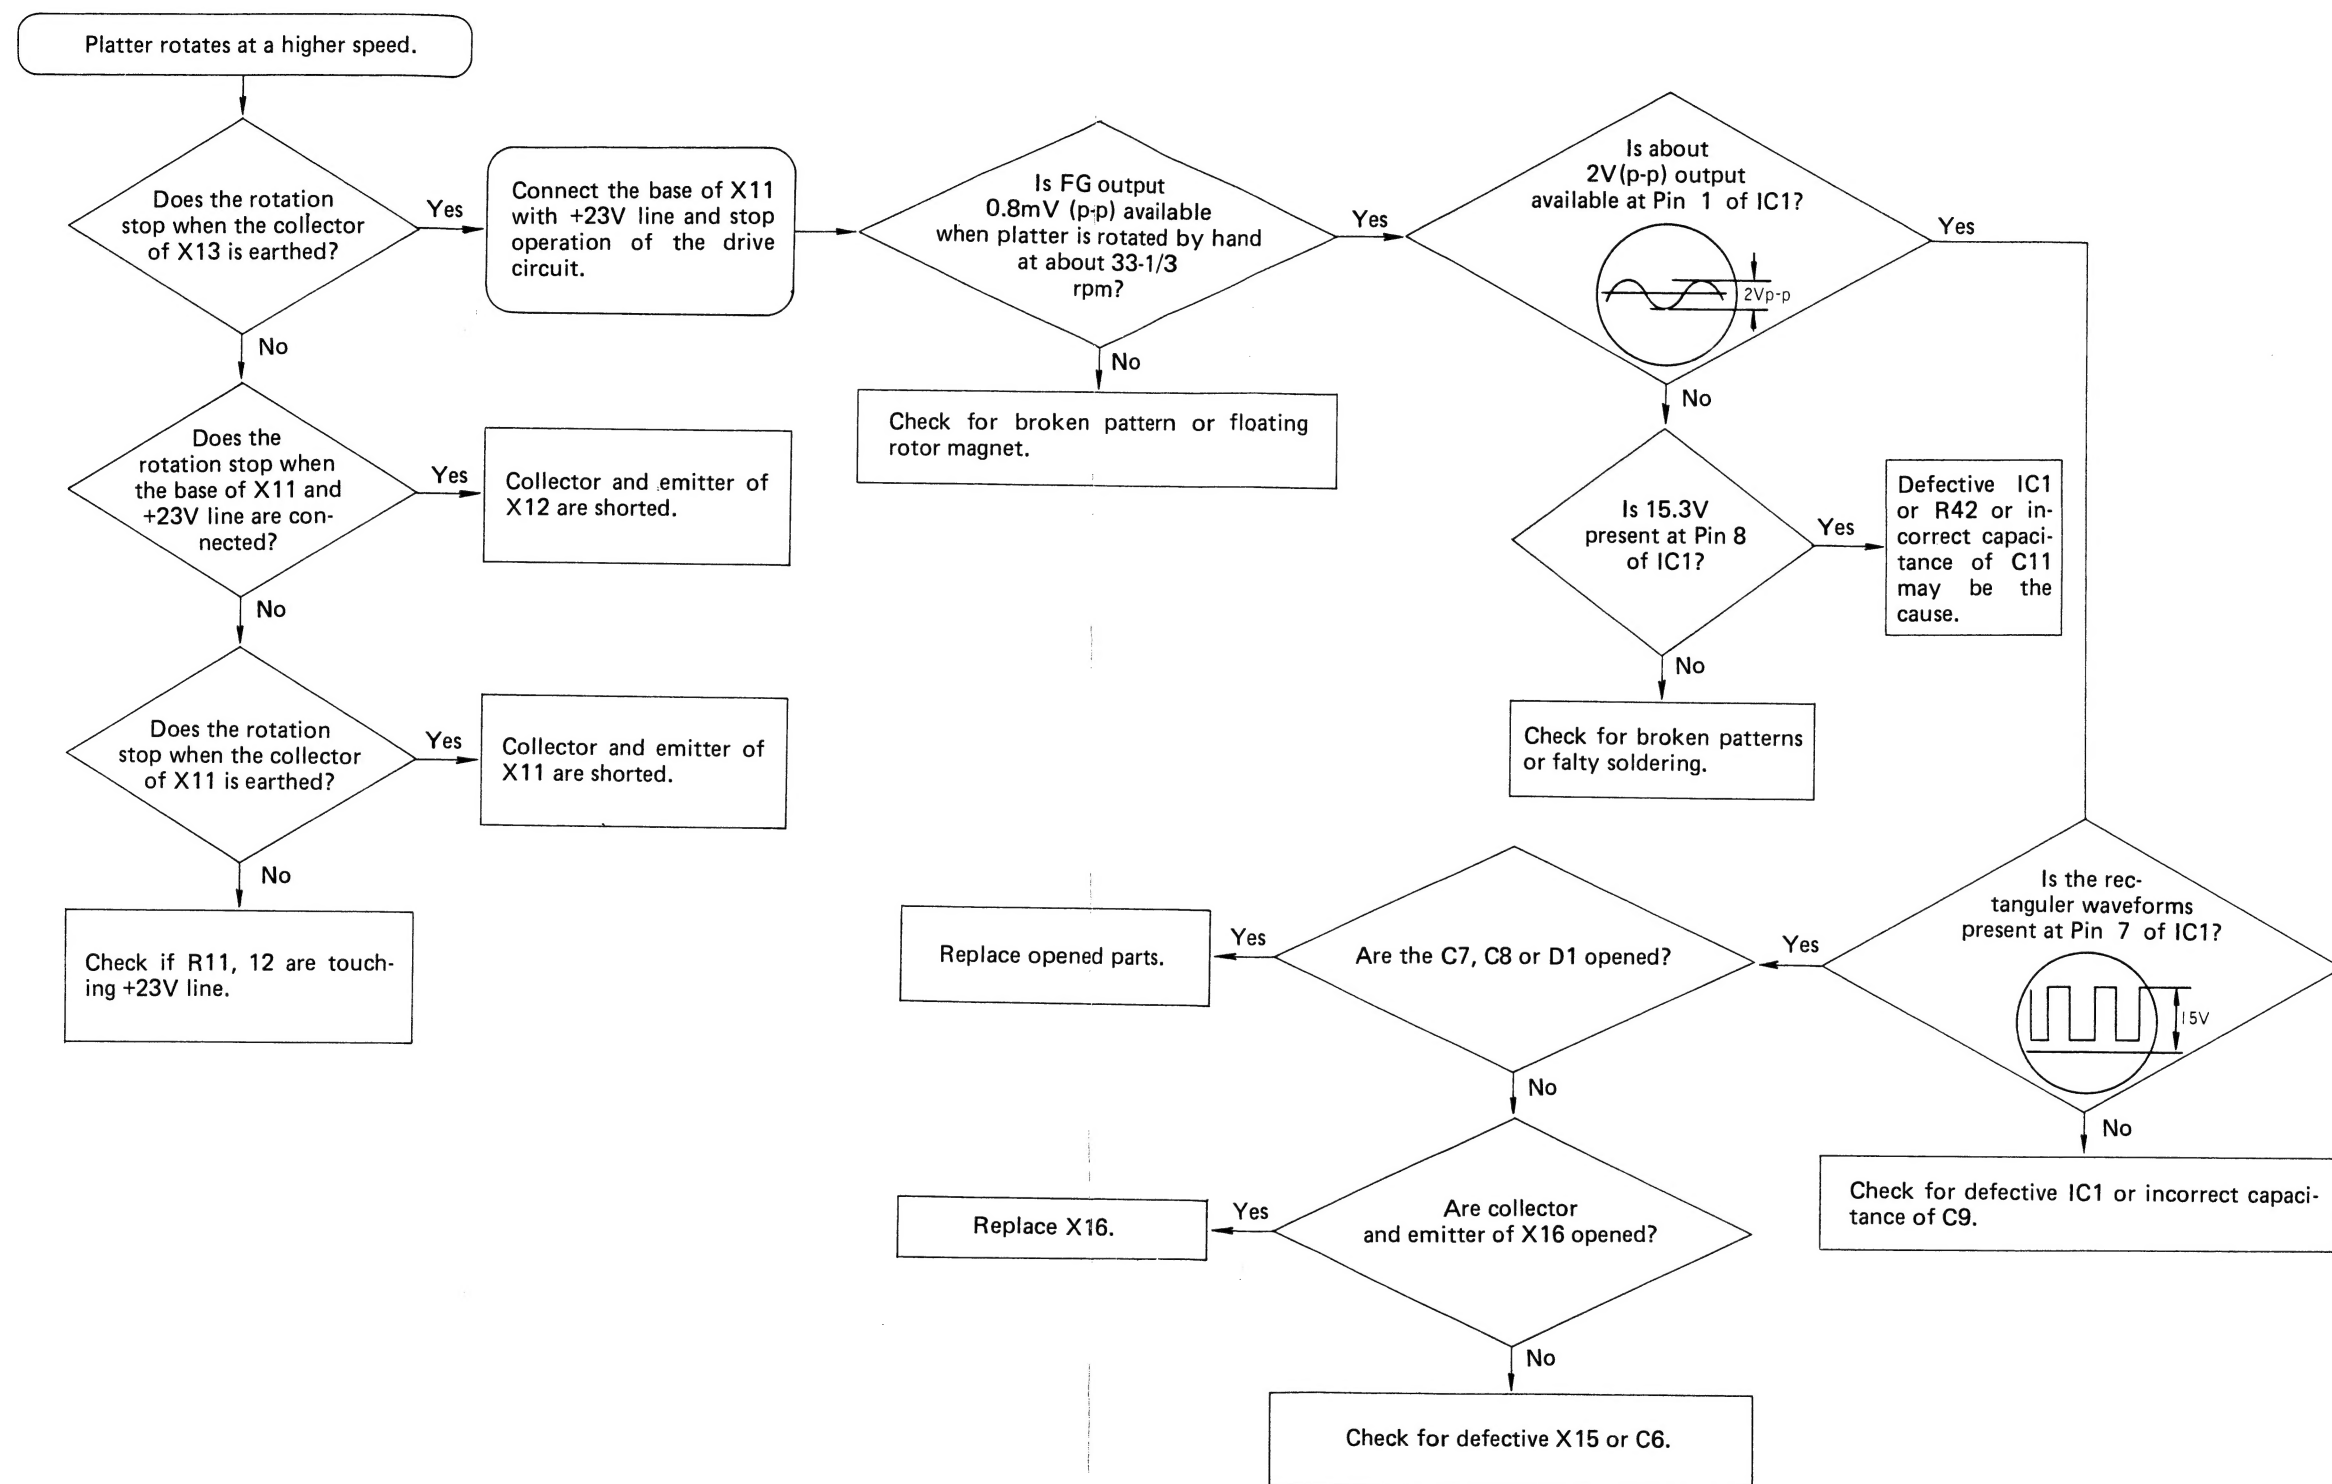 Platter rotates at a higher speed.
Does the rotation
stop when the collector
of X13 is earthed?
Yes
No
Connect the base of X11
with +23V line and stop
operation of the drive
circuit.
Is FG output
0.8mV (p-p) available
when platter is rotated by hand
at about 33-1/3
rpm?
Yes
No
Check for broken pattern or floating
rotor magnet.
Is about
2V(p-p) output
available at Pin 1 of IC1?
2Vp-p
Yes
No
Does the
rotation stop when
the base of X11 and
+23V line are con-
nected?
Yes
No
Collector and emitter of
X12 are shorted.
Is 15.3V
present at Pin 8
of IC1?
Yes
No
Defective IC1
or R42 or in-
correct capaci-
tance of C11
may be the
cause.
Check for broken patterns
or falty soldering.
Does the rotation
stop when the collector
of X11 is earthed?
Yes
No
Collector and emitter of
X11 are shorted.
Check if R11, 12 are touch-
ing +23V line.
Is the rec-
tanguler waveforms
present at Pin 7 of IC1?
15V
Yes
No
Check for defective IC1 or incorrect capaci-
tance of C9.
Are the C7, C8 or D1 opened?
Yes
No
Replace opened parts.
Are collector
and emitter of X16 opened?
Yes
No
Replace X16.
Check for defective X15 or C6.